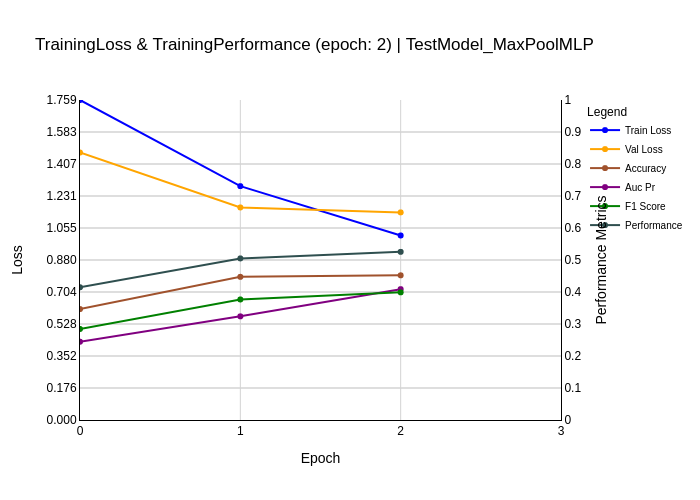 TrainingLoss & TrainingPerformance (epoch: 2) | TestModel_MaxPoolMLP
1.759
1.583
1.407
1.231
1.055
0.880
0.704
0.528
0.352
0.176
0.000
Loss
0
1
2
3
Epoch
1
0.9
0.8
0.7
0.6
0.5
0.4
0.3
0.2
0.1
0
Performance Metrics
Legend
Train Loss
Val Loss
Accuracy
Auc Pr
F1 Score
Performance